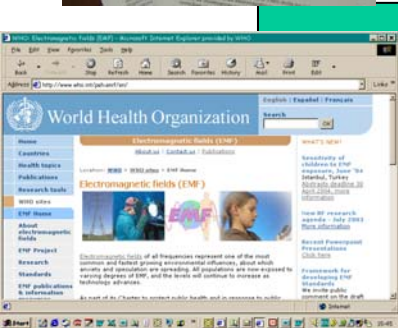 WHO: Electromagnetic fields (EMF) - Microsoft Internet Explorer provided by WHO
File Edit View Favorites Tools Help
Back Stop Refresh Home Search Favorites History Mail Print Edit
Address http://www.who.int/peh-emf/en/ Links
English | Español | Français
World Health Organization
Search
OK
Home
Countries
Health topics
Publications
Research tools
WHO sites
EMF Home
About electromagnetic fields
EMF Project
Research
Standards
EMF publications & information
Electromagnetic fields (EMF)
About us | Contact us | Publications
Location: WHO > WHO sites > EMF Home
Electromagnetic fields (EMF)
EMF
Electromagnetic fields of all frequencies represent one of the most
common and fastest growing environmental influences, about which
anxiety and speculation are spreading. All populations are now exposed to
varying degrees of EMF, and the levels will continue to increase as
technology advances.
As part of its Charter to protect public health and in response to public
WHAT'S NEW!
Sensitivity of
children to EMF
exposure, June '04
Istanbul, Turkey
Abstracts deadline 30
April 2004. more
information
New RF research
agenda - July 2003
More information
Recent Powerpoint
Presentations
Click here
Framework for
developing EMF
Standards
We invite public
comment on the draft
Internet
Start